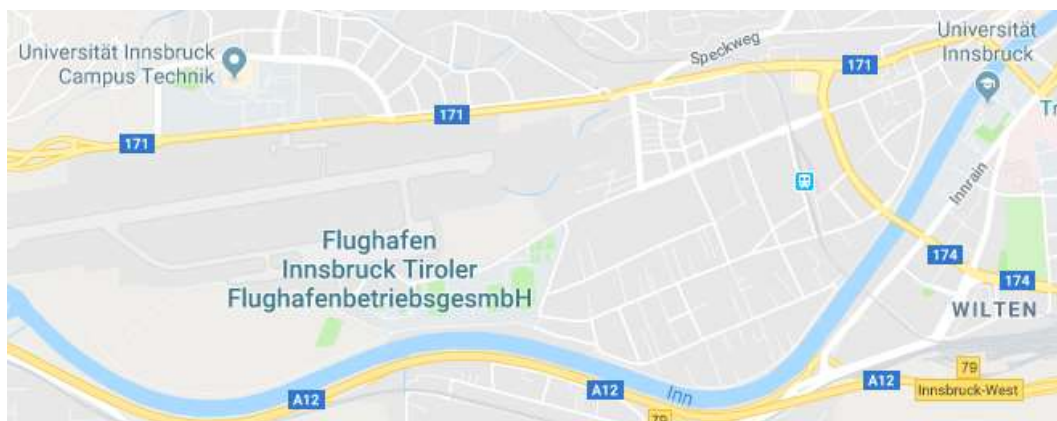 Universität Innsbruck
Campus Technik
Speckweg
Universität
Innsbruck
171
171
171
Tr
Innrain
Flughafen
Innsbruck Tiroler
FlughafenbetriebsgesmbH
174
174
WILTEN
79
A12
A12
A12
Inn
Innsbruck-West
79